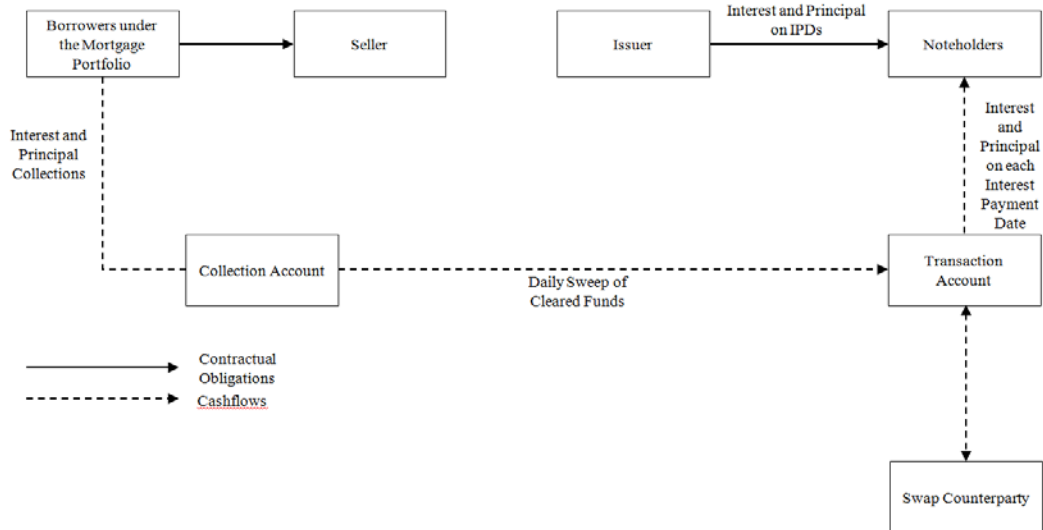 Borrowers under
the Mortgage
Portfolio
Seller
Issuer
Interest and Principal
on IPDs
Noteholders
Interest and
Principal
Collections
Interest
and
Principal
on each
Interest
Payment
Date
Collection Account
Daily Sweep of
Cleared Funds
Transaction
Account
Contractual
Obligations
Cashflows
Swap Counterparty